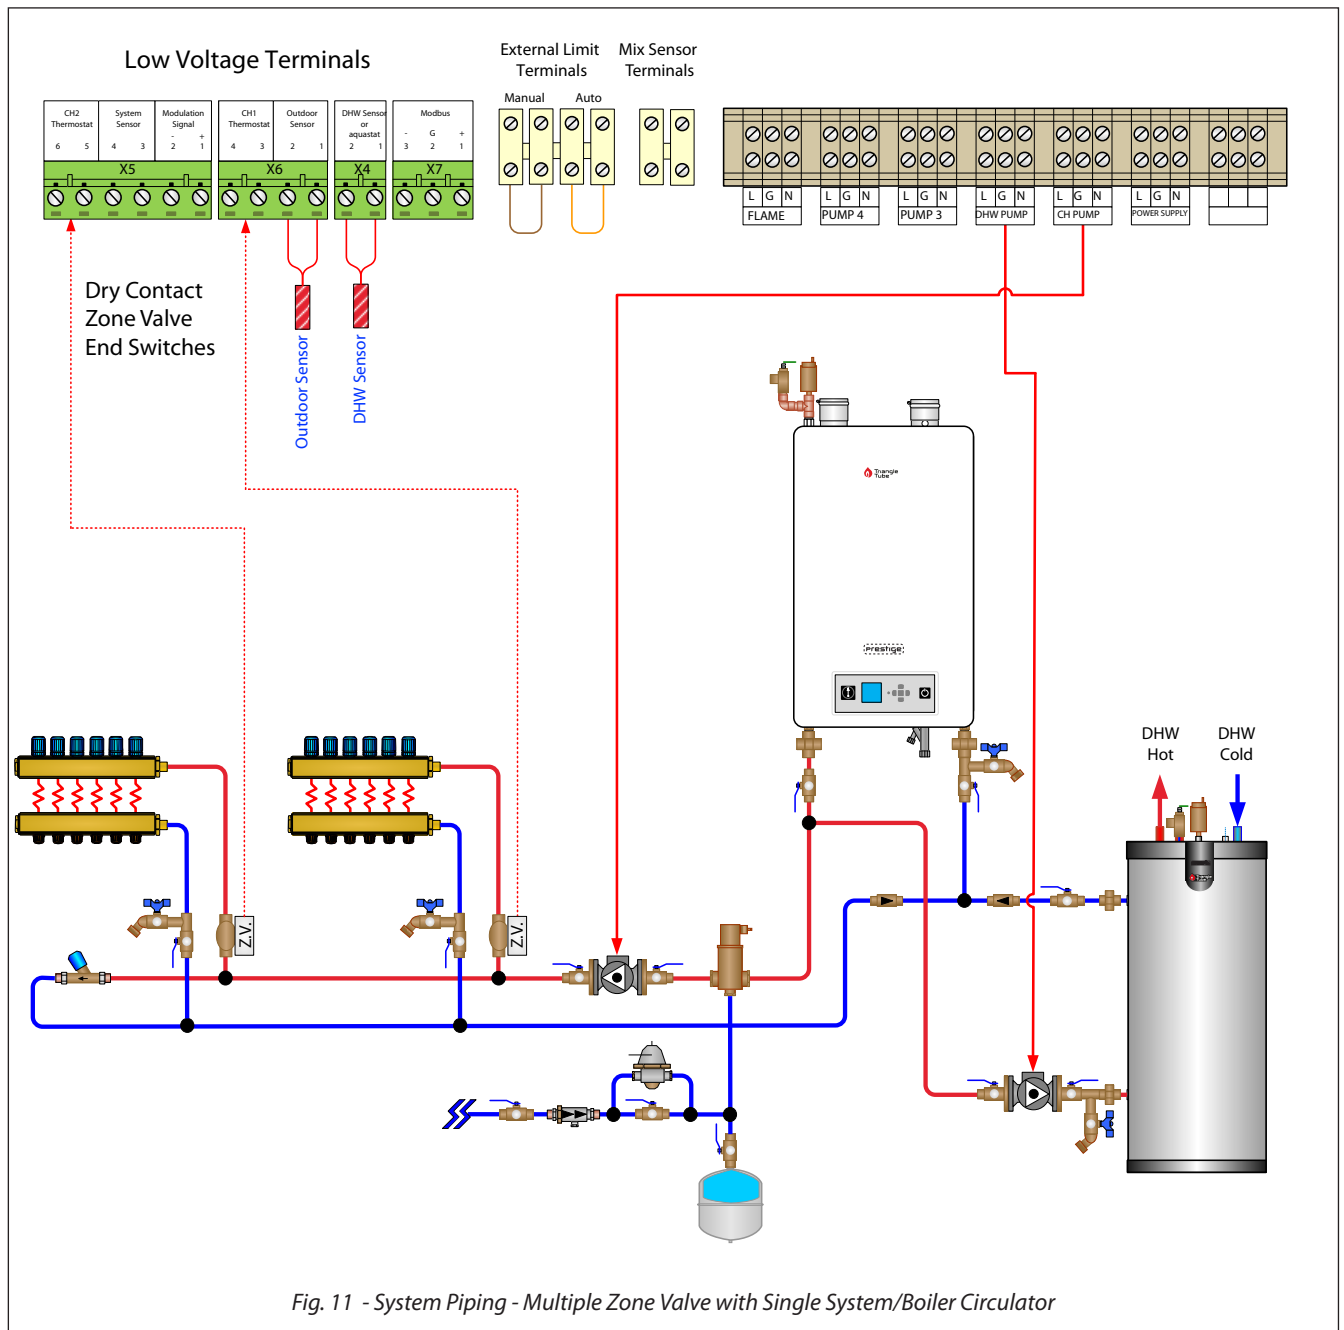 Low Voltage Terminals
External Limit
Terminals
Manual Auto
Mix Sensor
Terminals
CH2
Thermostat
6 5
System
Sensor
4 3
Modulation
Signal
- +
2 1
X5
CH1
Thermostat
4 3
Outdoor
Sensor
2 1
X6
DHW Sensor
or
aquastat
2 1
X4
Modbus
- G +
3 2 1
X7
L G N
FLAME
L G N
PUMP 4
L G N
PUMP 3
L G N
DHW PUMP
L G N
CH PUMP
L G N
POWER SUPPLY
Dry Contact
Zone Valve
End Switches
Outdoor Sensor
DHW Sensor
Triangle
Tube
Prestige
DHW
Hot
DHW
Cold
Z.V.
Z.V.
Fig. 11 - System Piping - Multiple Zone Valve with Single System/Boiler Circulator